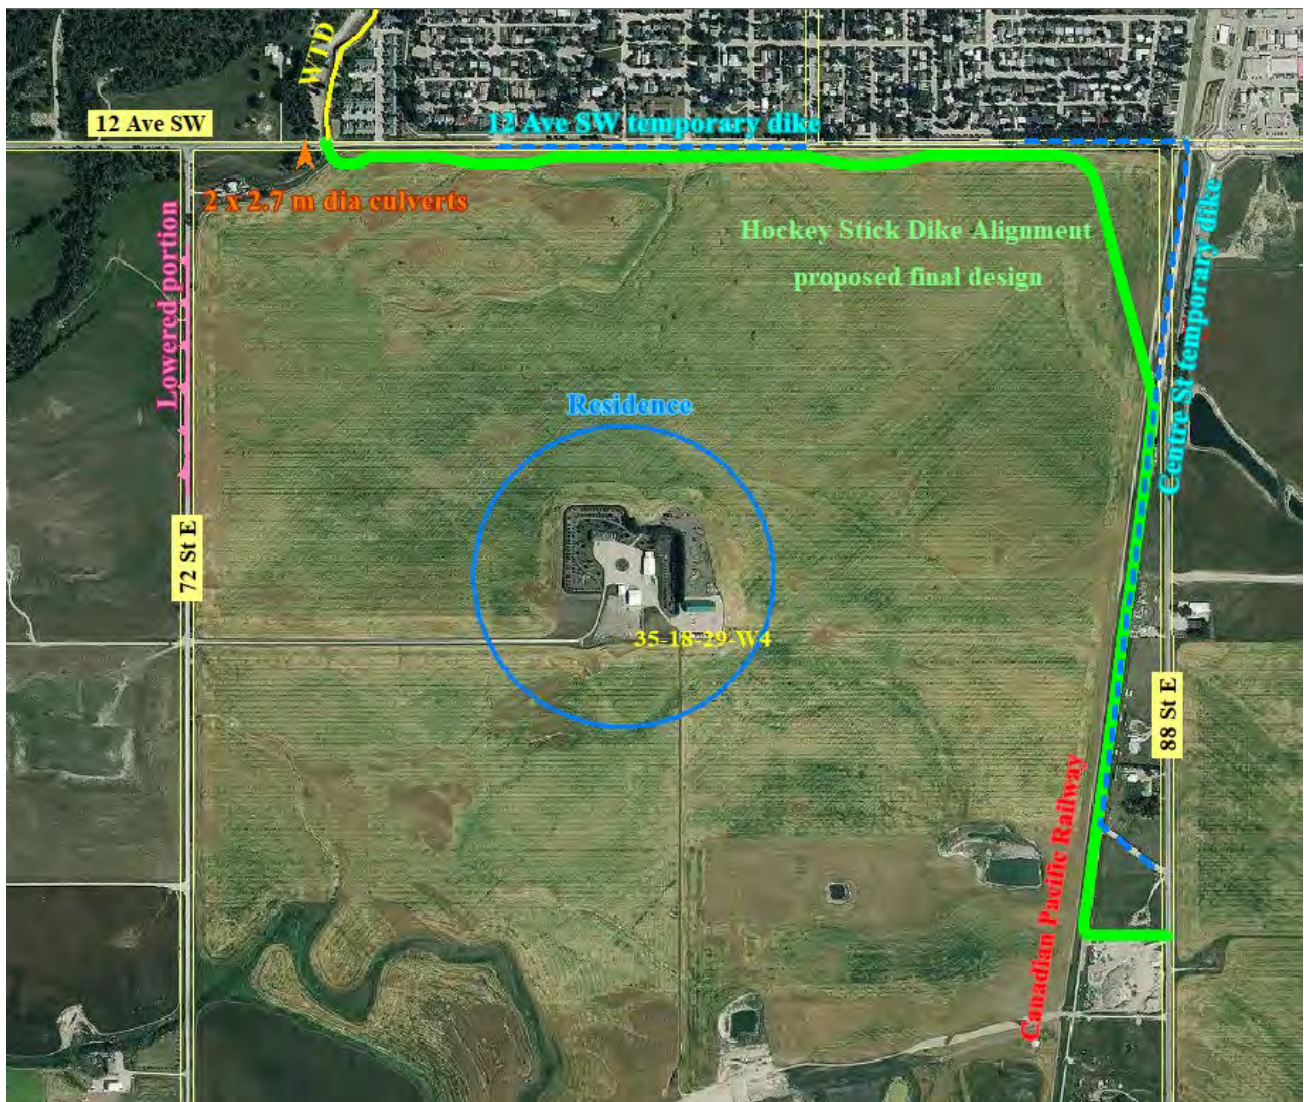 WTD
12 Ave SW
12 Ave SW temporary dike
2 x 2.7 m dia culverts
Lowered portion
Hockey Stick Dike Alignment
proposed final design
Centre St temporary dike
Residence
72 St E
35-18-29-W4
88 St E
Canadian Pacific Railway